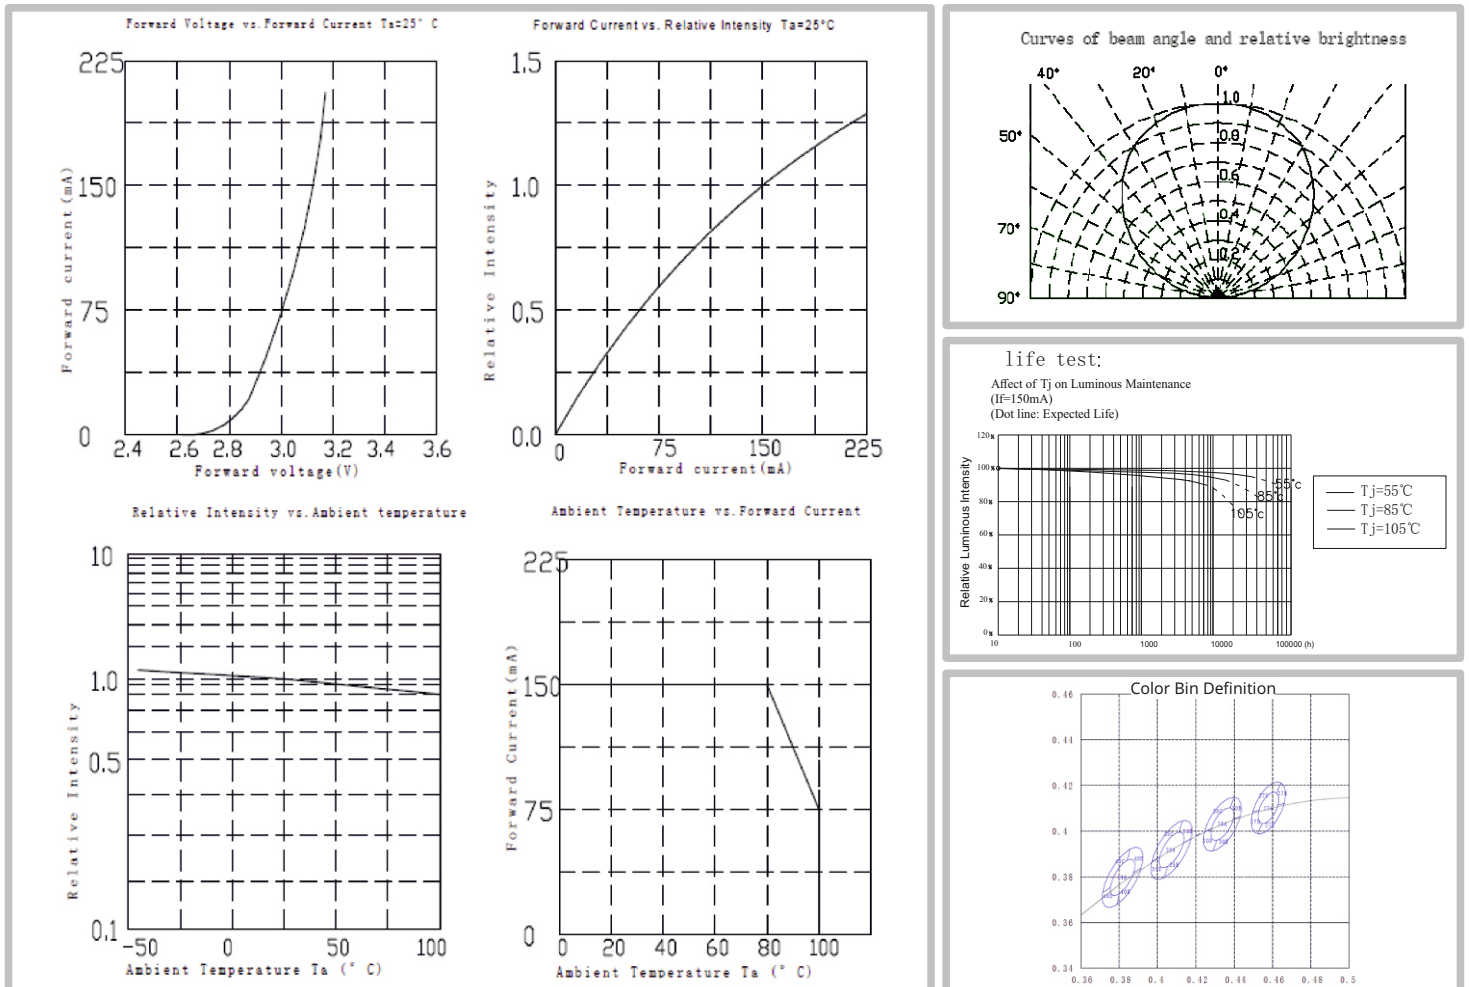 Forward Voltage vs.Forward Current Ta=25° C
225
150
75
0
2.4 2.6 2.8 3.0 3.2 3.4 3.6
Forward current(mA)
Forward voltage(V)
Forward Current vs. Relative Intensity Ta=25°C
1.5
1.0
0.5
0.0
0 75 150 225
Relative Intensity
Forward current(mA)
Relative Intensity vs.Ambient temperature
10
1.0
0.5
0.1
-50 0 50 100
Relative Intensity
Ambient Temperature Ta (° C)
Ambient Temperature vs.Forward Current
225
150
75
0
0 20 40 60 80 100
Forward Current(mA)
Ambient Temperature Ta (° C)
Curves of beam angle and relative brightness
40° 20° 0°
50°
70°
90°
1.0
0.8
0.6
0.4
0.2
life test:
Affect of Tj on Luminous Maintenance
(If=150mA)
(Dot line: Expected Life)
120%
100%
80%
60%
40%
20%
0%
10 100 1000 10000 100000 (h)
Relative Luminous Intensity
55℃
85℃
105℃
Tj=55℃
Tj=85℃
Tj=105℃
Color Bin Definition
0.46
0.44
0.42
0.4
0.38
0.36
0.34
0.36 0.38 0.4 0.42 0.44 0.46 0.48 0.5